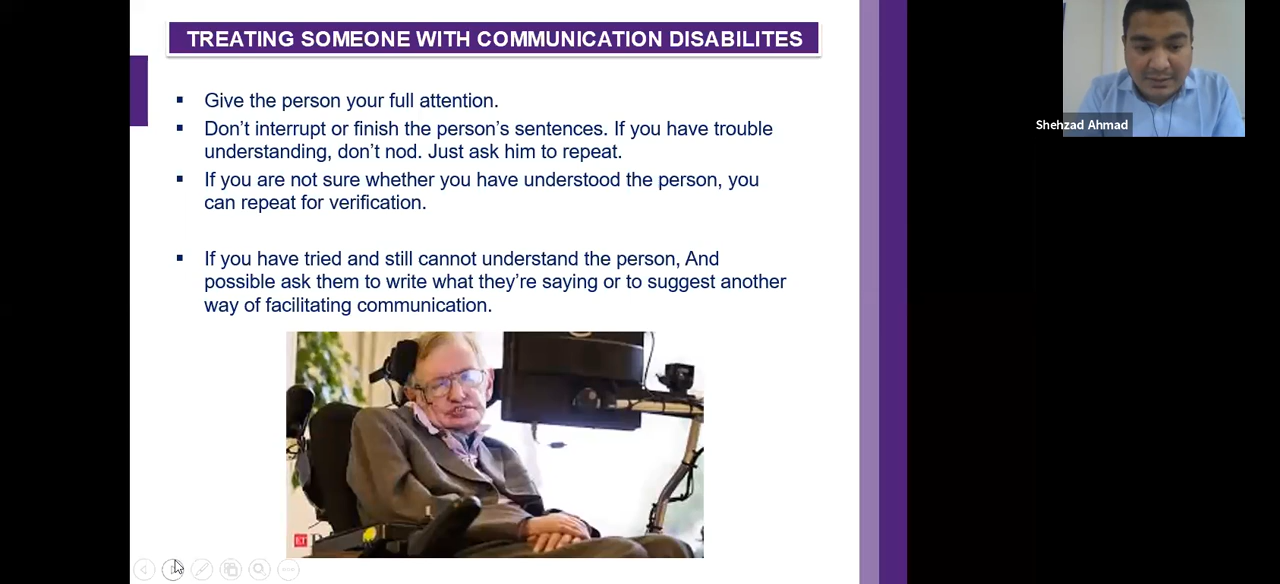 TREATING SOMEONE WITH COMMUNICATION DISABILITES
Give the person your full attention.
Don't interrupt or finish the person's sentences. If you have trouble
understanding, don't nod. Just ask him to repeat.
If you are not sure whether you have understood the person, you
can repeat for verification.
If you have tried and still cannot understand the person, And
possible ask them to write what they're saying or to suggest another
way of facilitating communication.
ET
Shehzad Ahmad